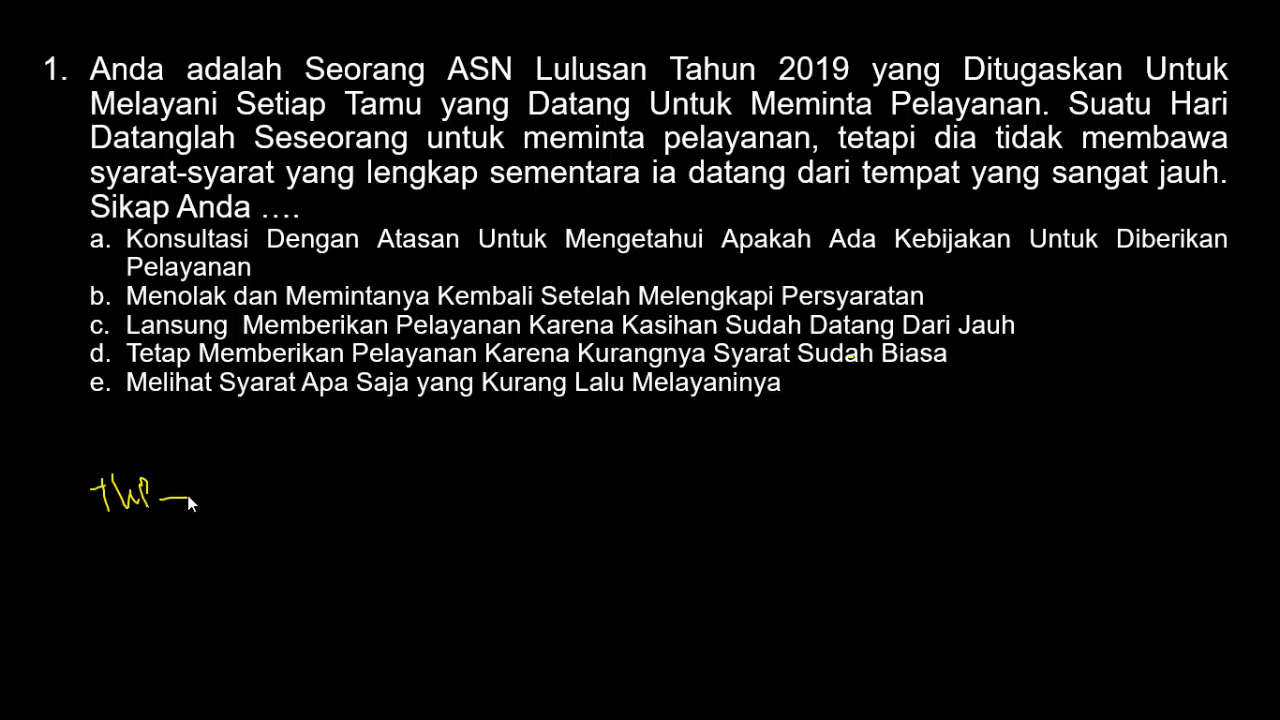 1. Anda adalah Seorang ASN Lulusan Tahun 2019 yang Ditugaskan Untuk
Melayani Setiap Tamu yang Datang Untuk Meminta Pelayanan. Suatu Hari
Datanglah Seseorang untuk meminta pelayanan, tetapi dia tidak membawa
syarat-syarat yang lengkap sementara ia datang dari tempat yang sangat jauh.
Sikap Anda ….
a. Konsultasi Dengan Atasan Untuk Mengetahui Apakah Ada Kebijakan Untuk Diberikan
Pelayanan
b. Menolak dan Memintanya Kembali Setelah Melengkapi Persyaratan
c. Lansung Memberikan Pelayanan Karena Kasihan Sudah Datang Dari Jauh
d. Tetap Memberikan Pelayanan Karena Kurangnya Syarat Sudah Biasa
e. Melihat Syarat Apa Saja yang Kurang Lalu Melayaninya